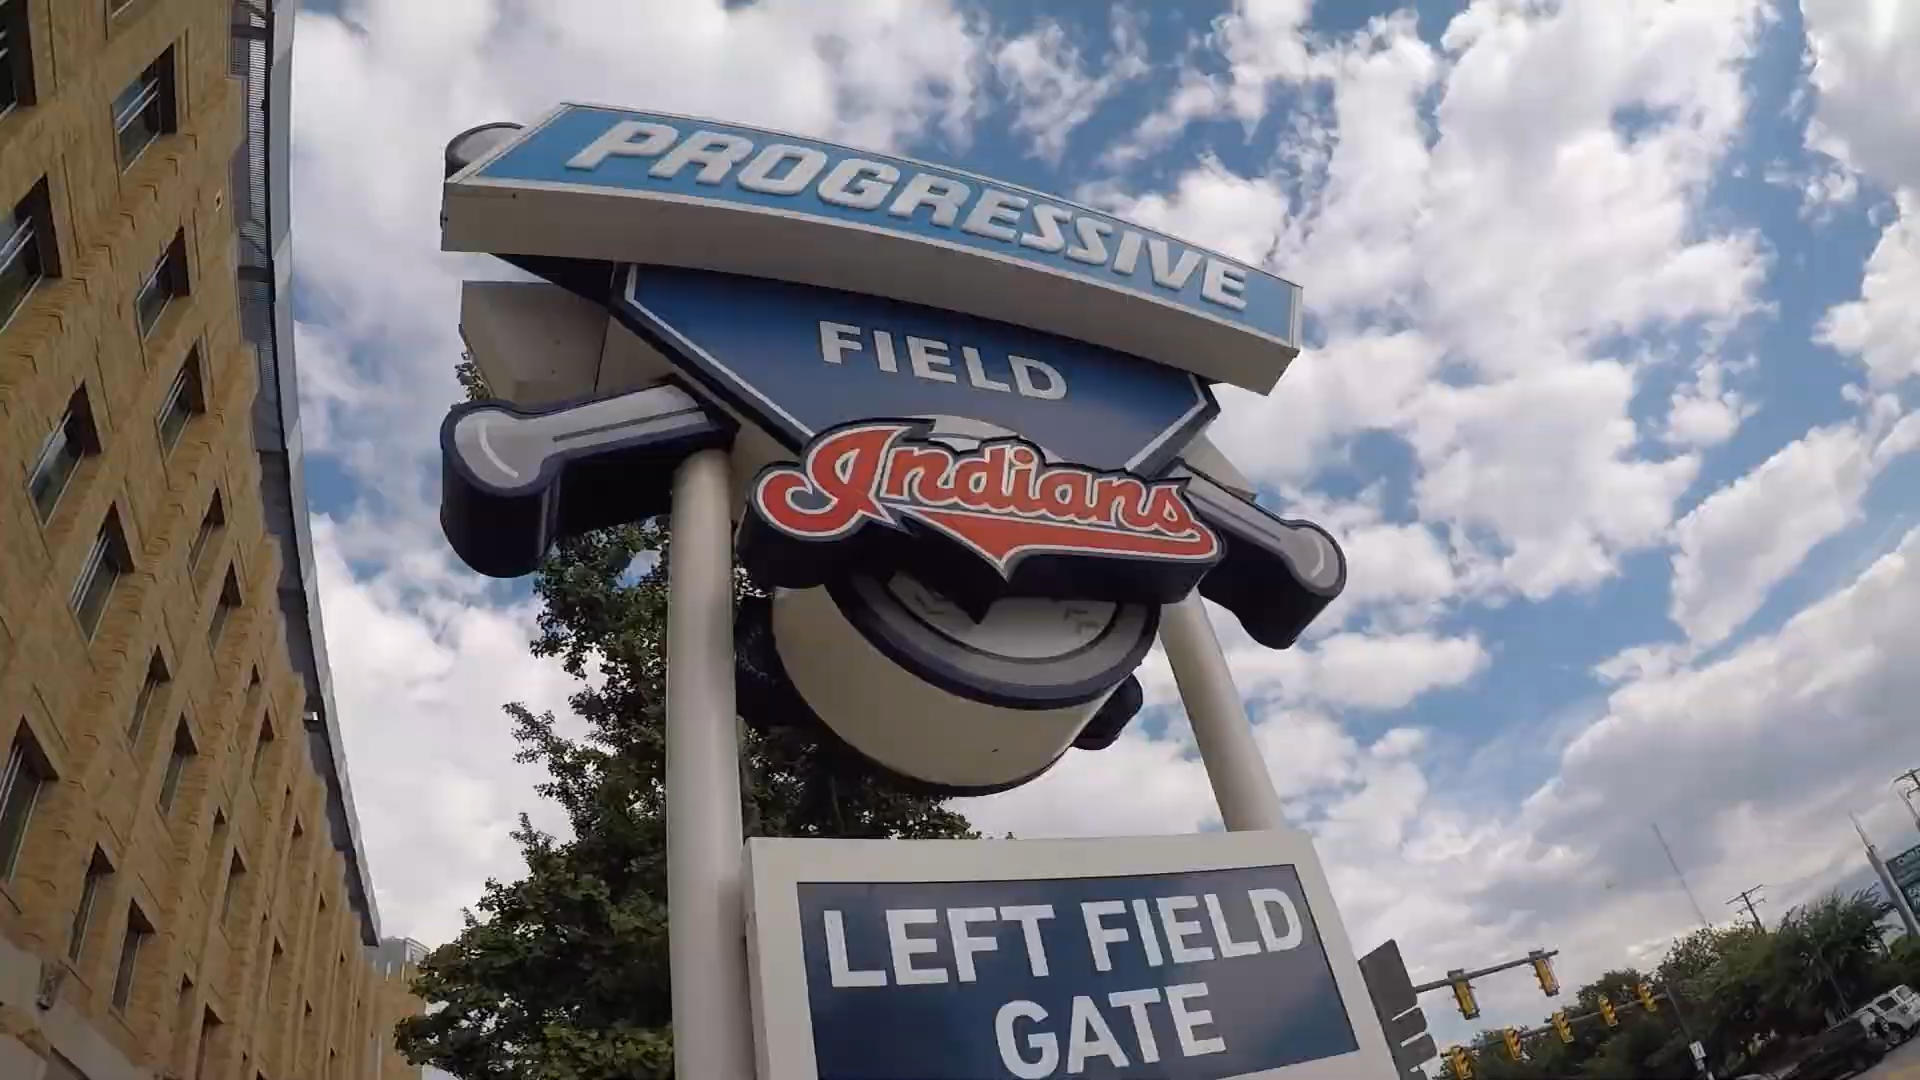 PROGRESSIVE
FIELD
Indians
LEFT FIELD
GATE